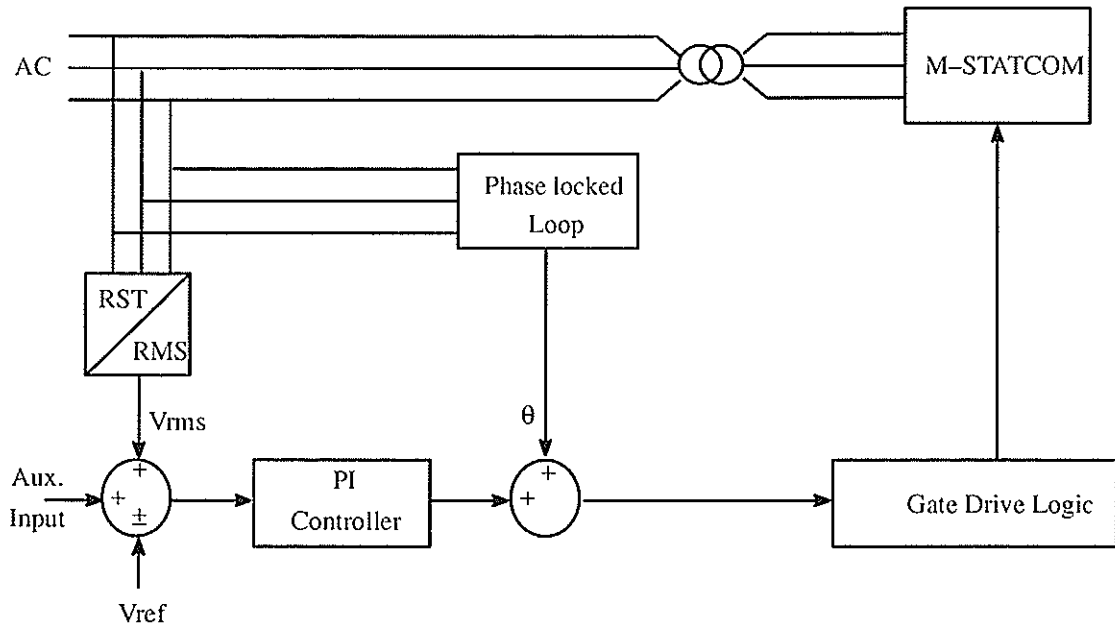 AC
M–STATCOM
Phase locked
Loop
RST
RMS
Vrms
θ
Aux.
Input
+
+
±
PI
Controller
+
+
Gate Drive Logic
Vref